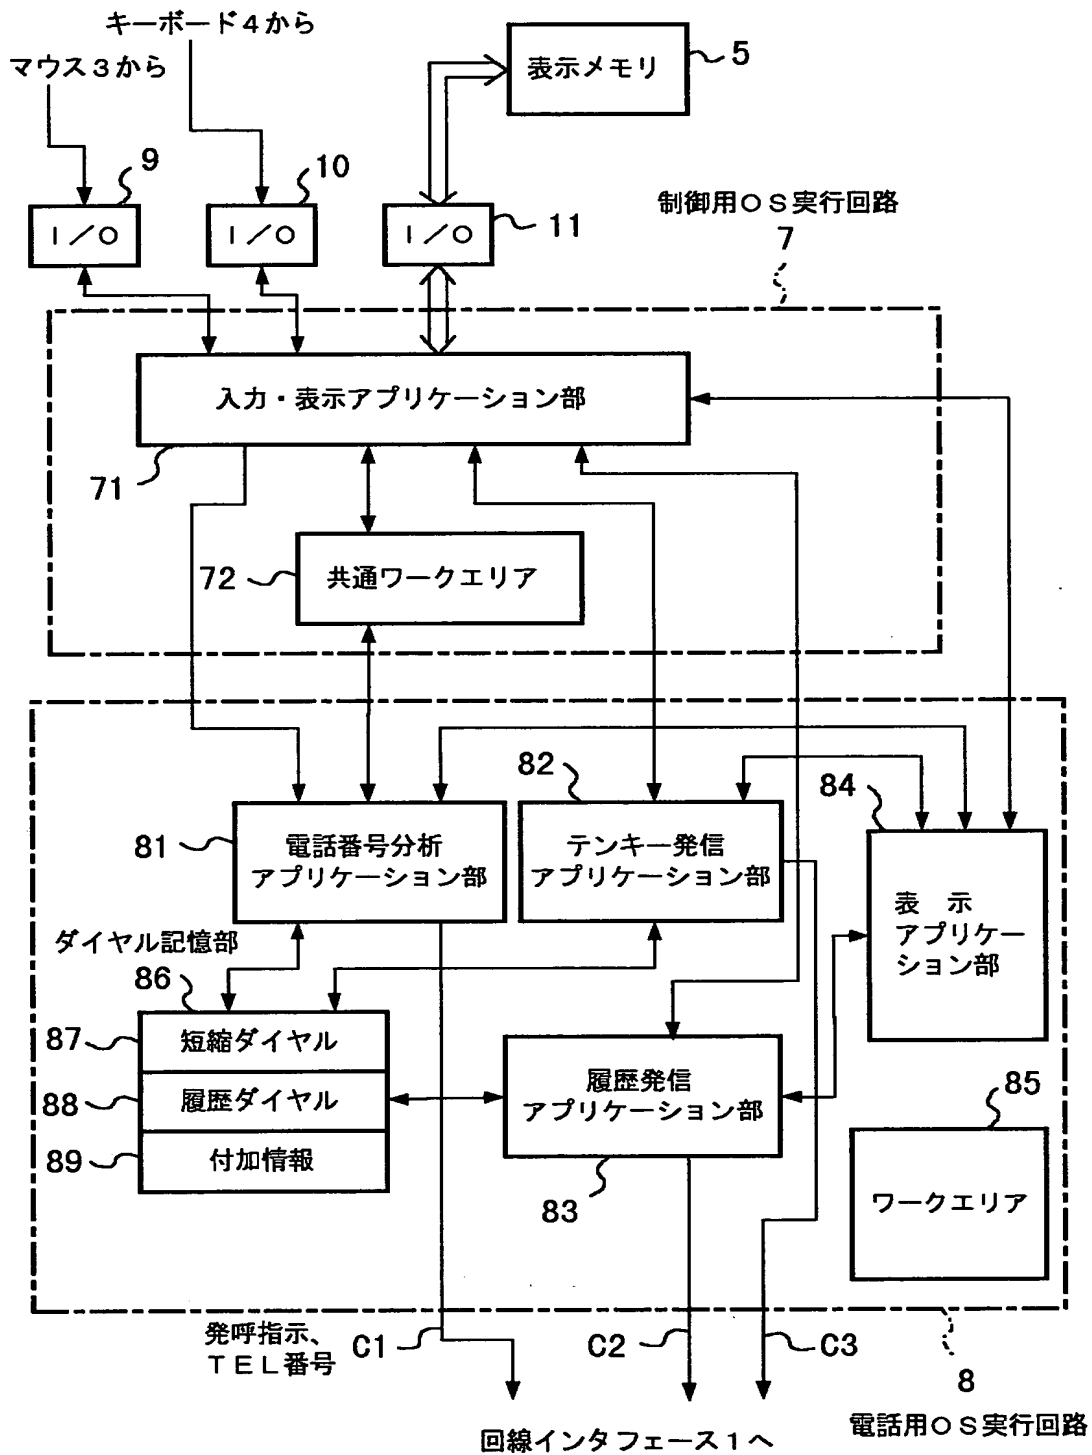 キーボード4から
マウス3から
表示メモリ
5
9
10
11
I/O
I/O
I/O
制御用OS実行回路
7
入力・表示アプリケーション部
71
72
共通ワークエリア
82
84
81
電話番号分析
アプリケーション部
テンキー発信
アプリケーション部
表 示
アプリケー
ション部
ダイヤル記憶部
86
87
短縮ダイヤル
88
履歴ダイヤル
89
付加情報
履歴発信
アプリケーション部
83
85
ワークエリア
発呼指示、
TEL番号
C1
C2
C3
8
電話用OS実行回路
回線インタフェース1へ